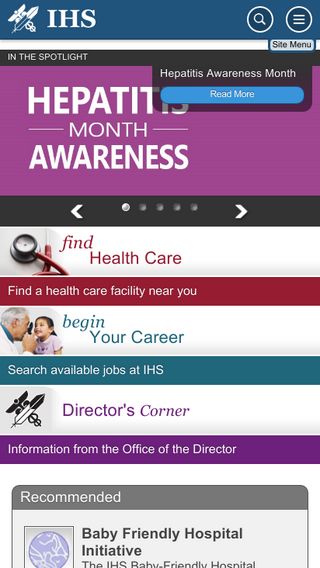 IHS
Site Menu
IN THE SPOTLIGHT
Hepatitis Awareness Month
Read More
HEPATITIS
MONTH
AWARENESS
find
Health Care
Find a health care facility near you
begin
Your Career
Search available jobs at IHS
Director's Corner
Information from the Office of the Director
Recommended
Baby Friendly Hospital
Initiative
The IHS Baby-Friendly Hospital